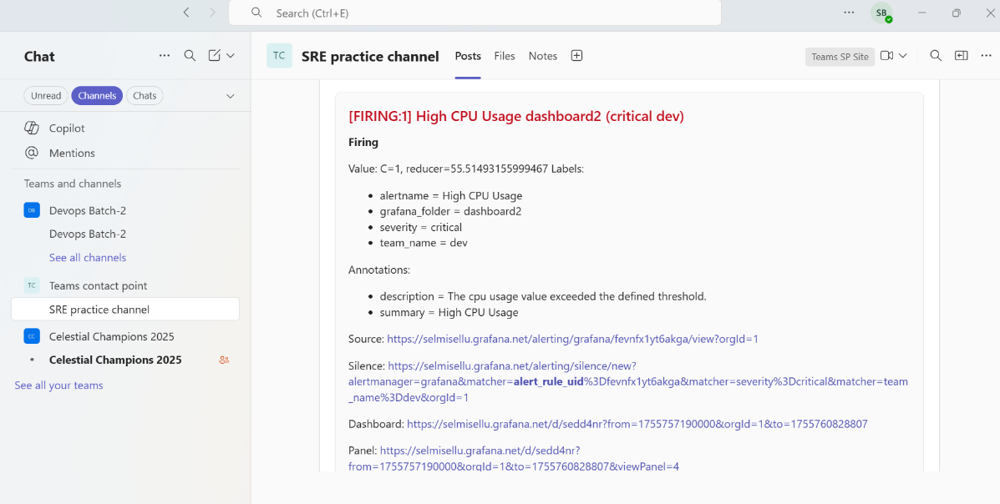 Search (Ctrl+E)
SB
Chat
TC
SRE practice channel
Posts
Files
Notes
Teams SP Site
Unread
Channels
Chats
Copilot
Mentions
Teams and channels
DB
Devops Batch-2
Devops Batch-2
See all channels
TC
Teams contact point
SRE practice channel
CC
Celestial Champions 2025
Celestial Champions 2025
See all your teams
[FIRING:1] High CPU Usage dashboard2 (critical dev)
Firing
Value: C=1, reducer=55.51493155999467 Labels:
• alertname = High CPU Usage
• grafana_folder = dashboard2
• severity = critical
• team_name = dev
Annotations:
• description = The cpu usage value exceeded the defined threshold.
• summary = High CPU Usage
Source: https://selmisellu.grafana.net/alerting/grafana/fevnfx1yt6akga/view?orgId=1
Silence: https://selmisellu.grafana.net/alerting/silence/new?
alertmanager=grafana&matcher=alert_rule_uid%3Dfevnfx1yt6akga&matcher=severity%3Dcritical&matcher=team
_name%3Ddev&orgId=1
Dashboard: https://selmisellu.grafana.net/d/sedd4nr?from=1755757190000&orgId=1&to=1755760828807
Panel: https://selmisellu.grafana.net/d/sedd4nr?
from=1755757190000&orgId=1&to=1755760828807&viewPanel=4